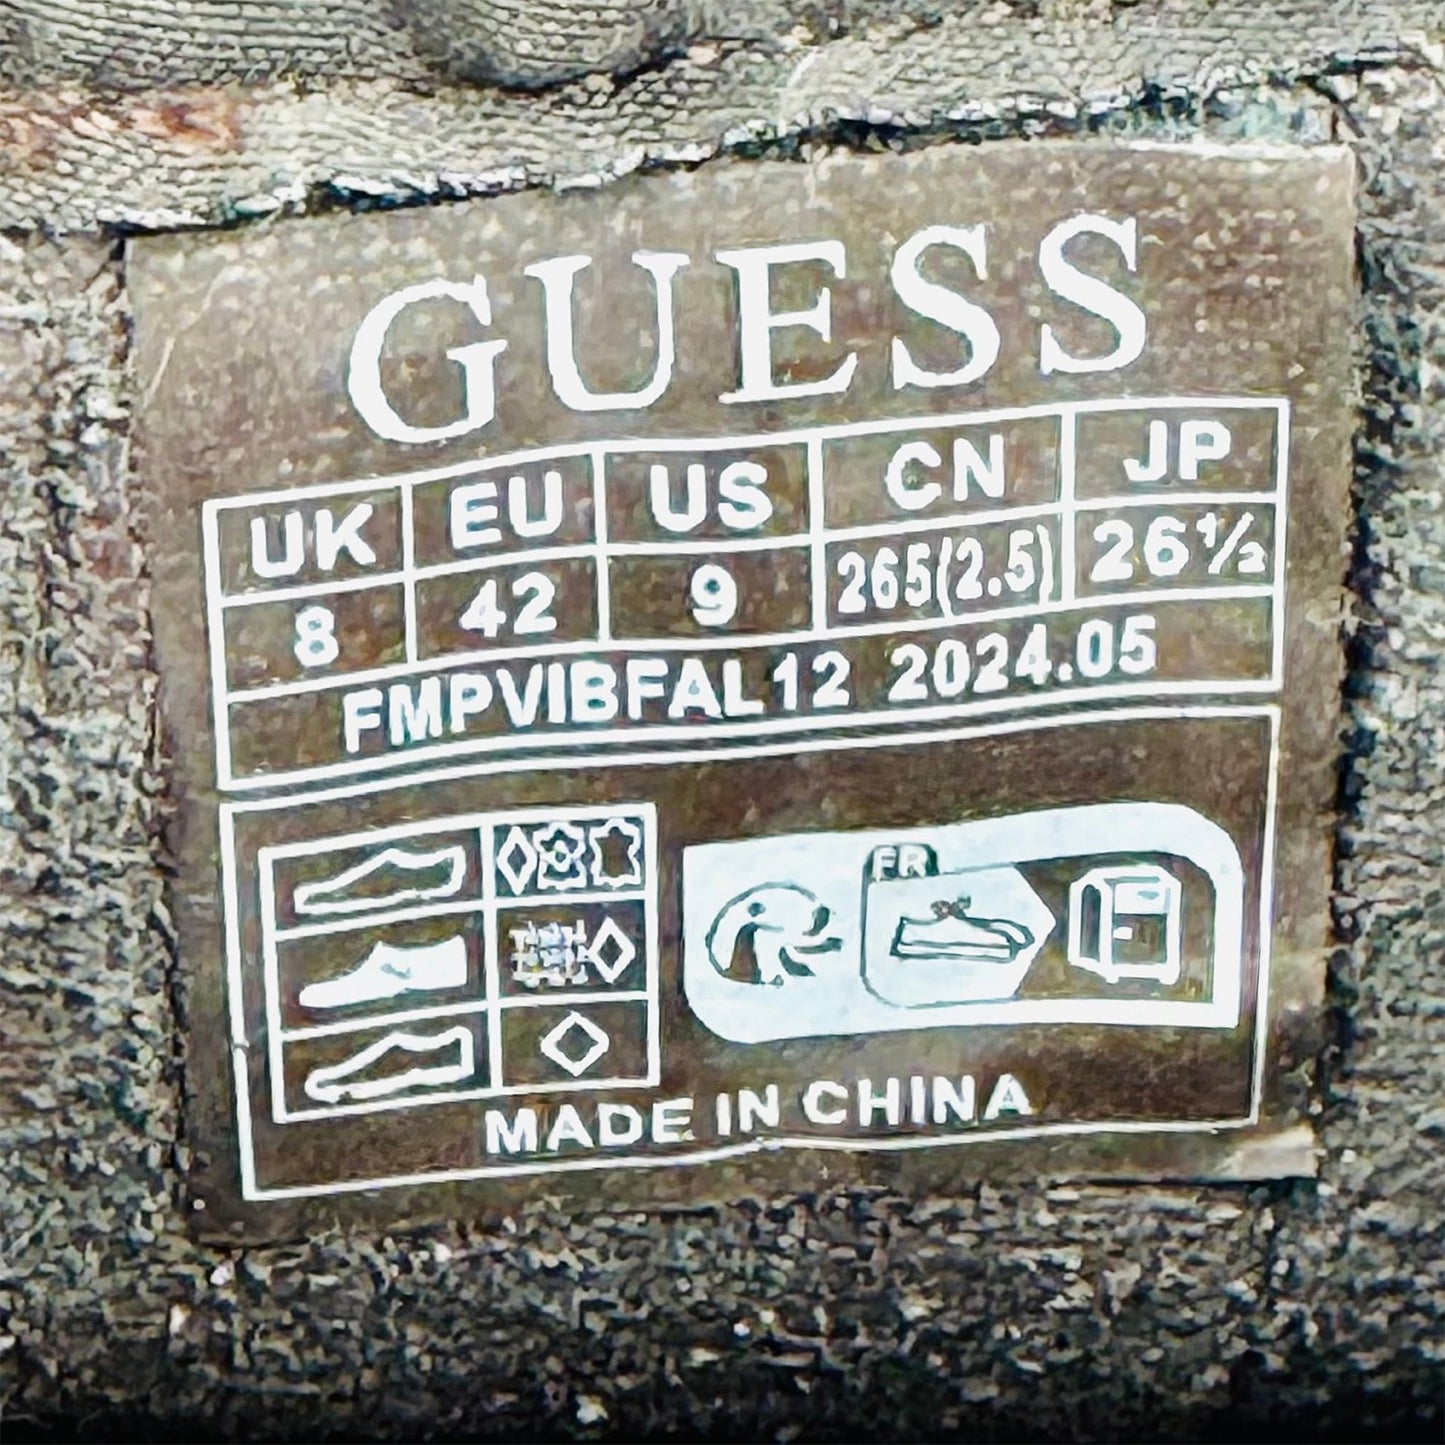 GUESS
UK EU US CN JP
8 42 9 265(2.5) 26½
FMPVIBFAL12 2024.05
FR
MADE IN CHINA